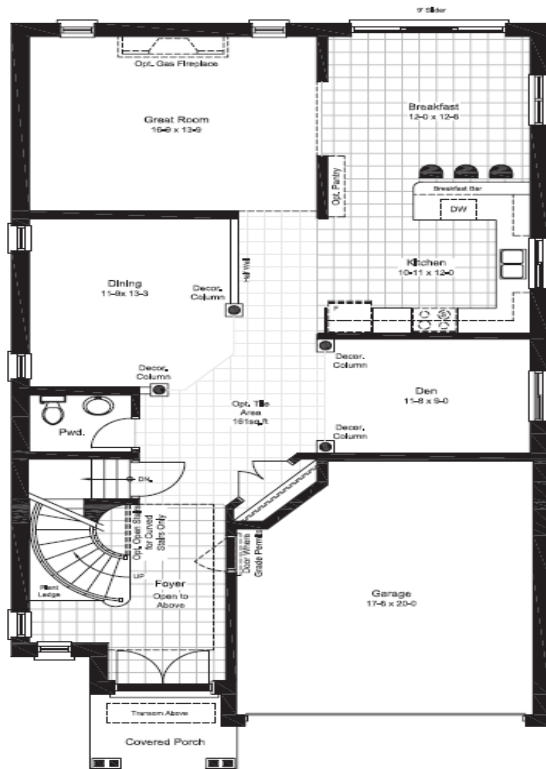 9' Slider
Opt. Gas Fireplace
Great Room
16-9 x 13-9
Breakfast
12-0 x 12-6
Opt. Pantry
Breakfast Bar
DW
Kitchen
10-11 x 12-0
Half Wall
Dining
11-9x 13-3
Decor.
Column
F
Decor.
Column
Decor.
Column
Den
11-8 x 9-0
Opt. Tile
Area
161sq.ft
Pwd.
Decor.
Column
DN
Opt. Open Stairs
for Curved
Stairs Only
Door Where
Grade Permits
UP
Foyer
Open to
Above
Plant
Ledge
Garage
17-6 x 20-0
Transom Above
Covered Porch